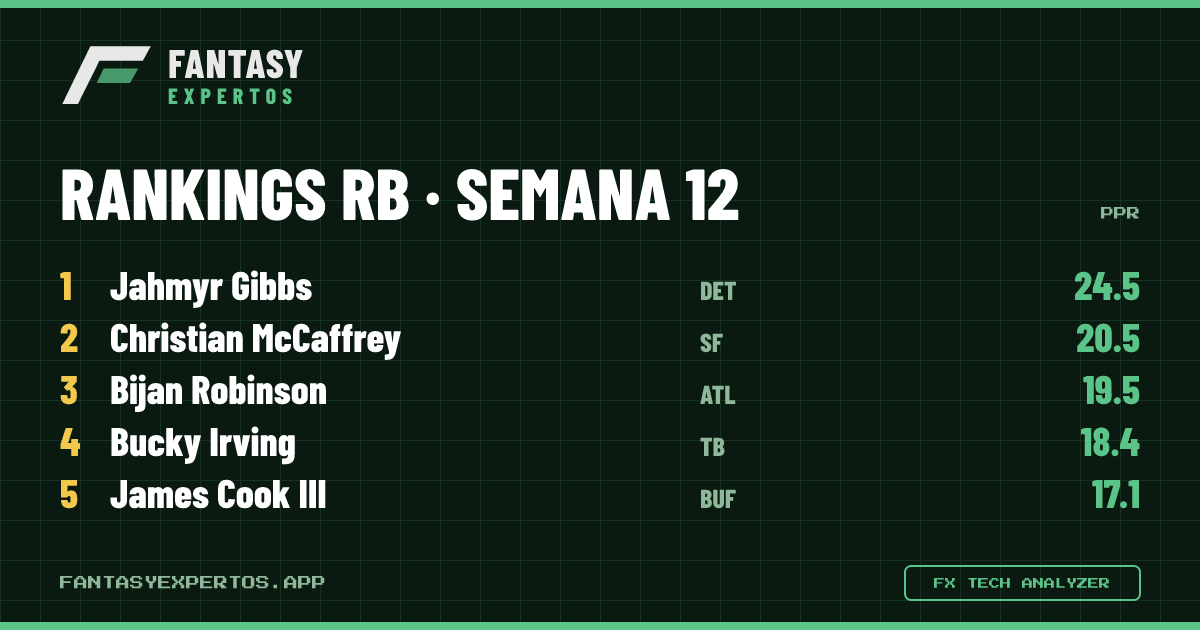 FANTASY
EXPERTOS
RANKINGS RB · SEMANA 12
PPR
1 Jahmyr Gibbs DET 24.5
2 Christian McCaffrey SF 20.5
3 Bijan Robinson ATL 19.5
4 Bucky Irving TB 18.4
5 James Cook III BUF 17.1
FANTASYEXPERTOS.APP
FX TECH ANALYZER